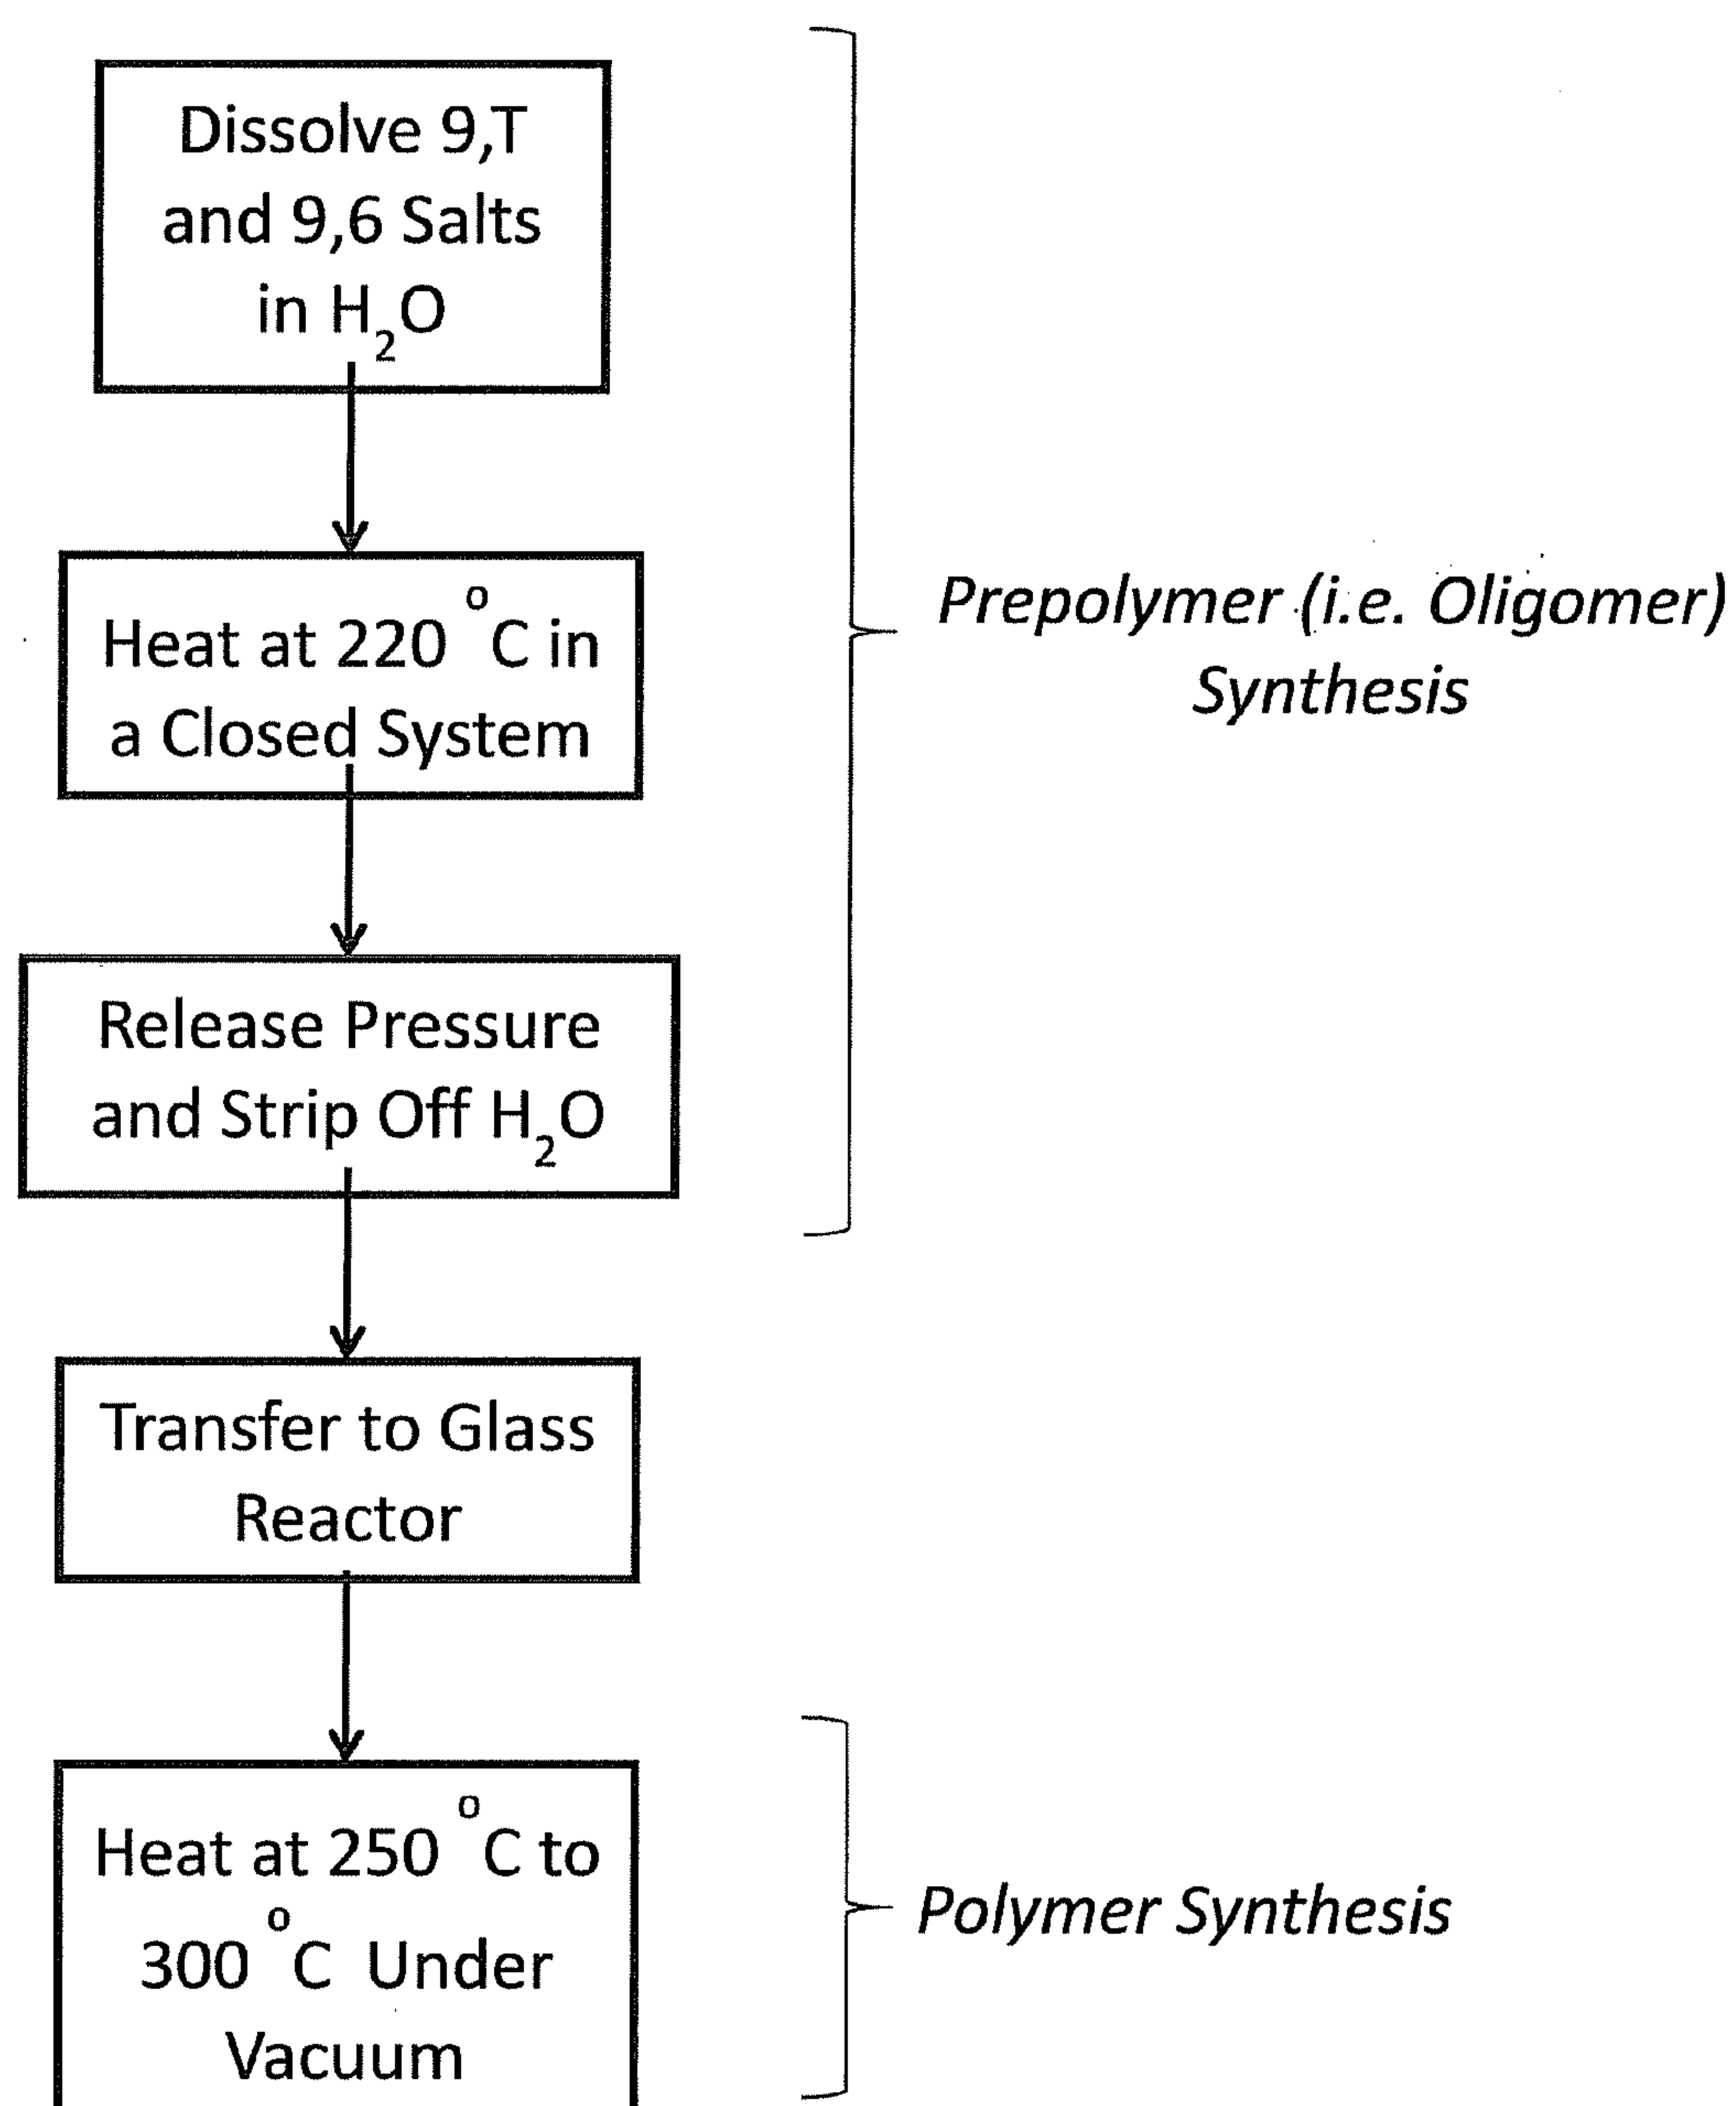 Dissolve 9,T
and 9,6 Salts
in H₂O
Heat at 220 °C in
a Closed System
Prepolymer (i.e. Oligomer)
Synthesis
Release Pressure
and Strip Off H₂O
Transfer to Glass
Reactor
Heat at 250 °C to
300 °C Under
Vacuum
Polymer Synthesis